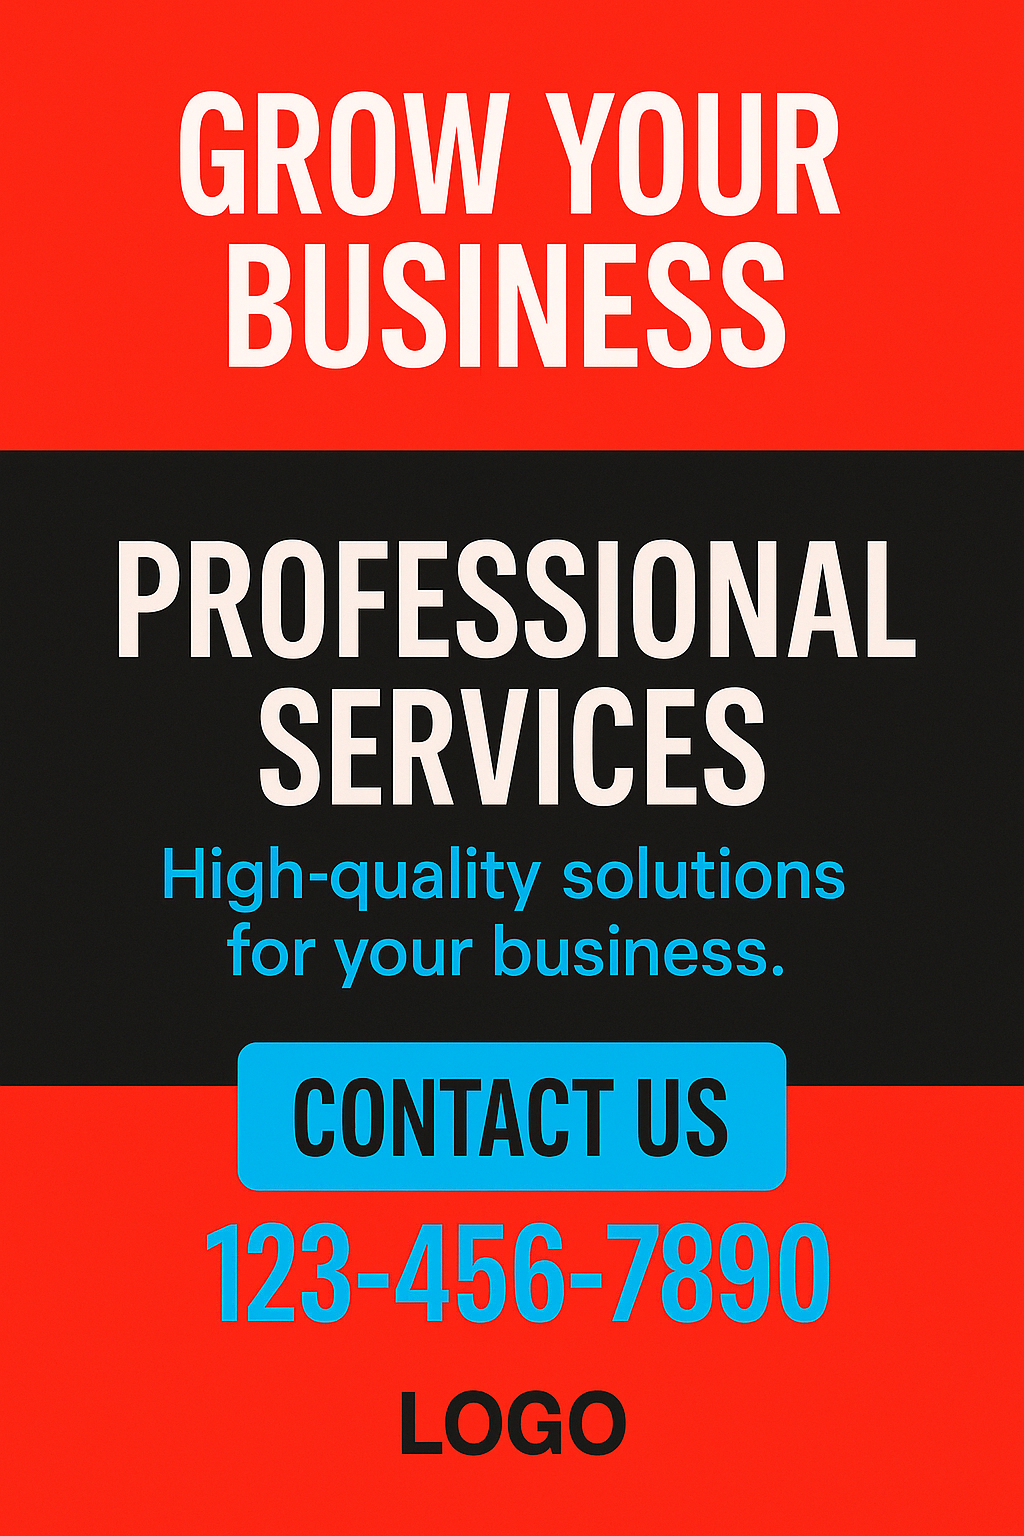 GROW YOUR
BUSINESS
PROFESSIONAL
SERVICES
High-quality solutions
for your business.
CONTACT US
123-456-7890
LOGO